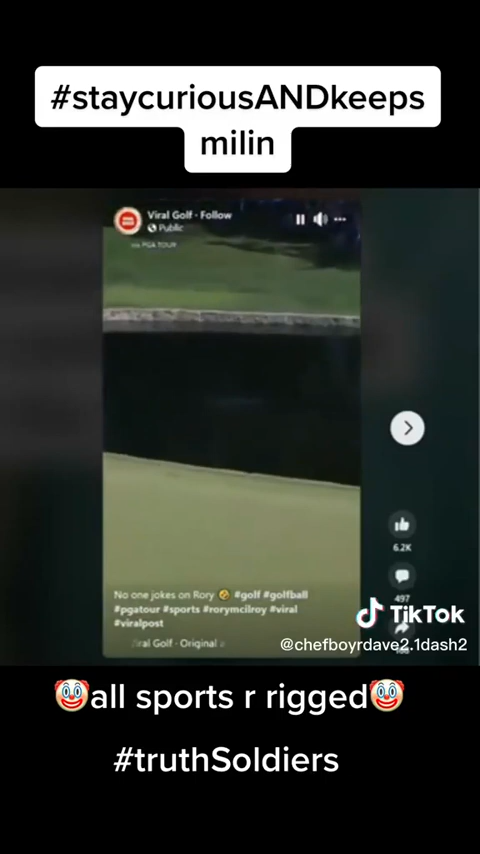 #staycuriousANDkeeps
milin
Viral Golf · Follow
Public
via PGA TOUR
No one jokes on Rory 🤣 #golf #golfball
#pgatour #sports #rorymcilroy #viral
#viralpost
Viral Golf · Original
6.2K
497
TikTok
@chefboyrdave2.1dash2
🤡all sports r rigged🤡
#truthSoldiers